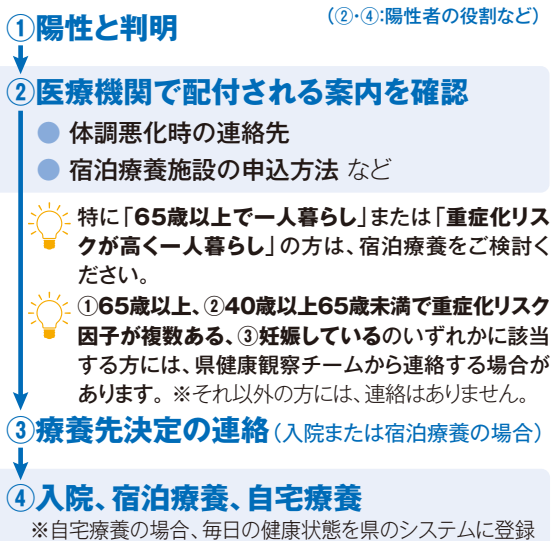 (②・④:陽性者の役割など)
①陽性と判明
②医療機関で配付される案内を確認
● 体調悪化時の連絡先
● 宿泊療養施設の申込方法 など
特に「65歳以上で一人暮らし」または「重症化リス
クが高く一人暮らし」の方は、宿泊療養をご検討く
ださい。
①65歳以上、②40歳以上65歳未満で重症化リスク
因子が複数ある、③妊娠しているのいずれかに該当
する方には、県健康観察チームから連絡する場合が
あります。※それ以外の方には、連絡はありません。
③療養先決定の連絡(入院または宿泊療養の場合)
④入院、宿泊療養、自宅療養
※自宅療養の場合、毎日の健康状態を県のシステムに登録